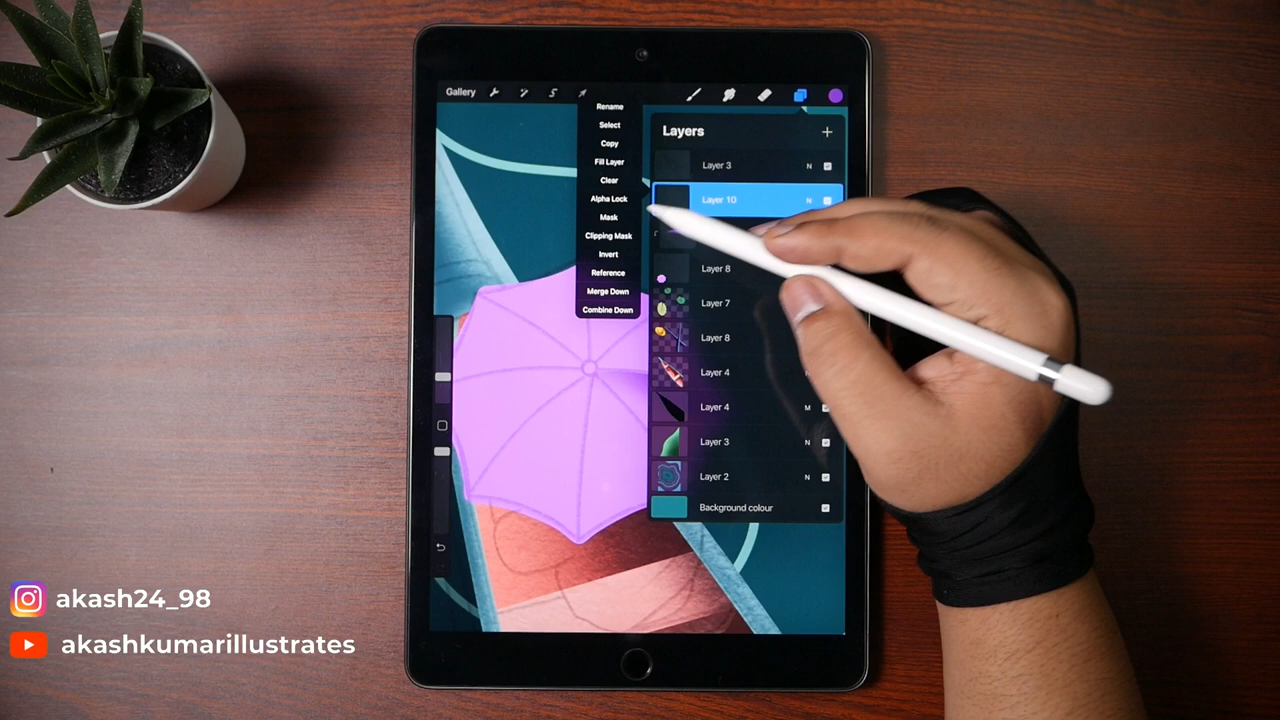 Gallery
Rename
Select
Copy
Fill Layer
Clear
Alpha Lock
Mask
Clipping Mask
Invert
Reference
Merge Down
Combine Down
Layers
Layer 3 N
Layer 10 N
Layer 8
Layer 7
Layer 8
Layer 4
Layer 4 M
Layer 3 N
Layer 2 N
Background colour
akash24_98
akashkumarillustrates